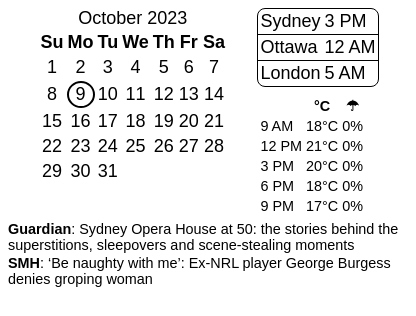 October 2023
Su Mo Tu We Th Fr Sa
1 2 3 4 5 6 7
8 9 10 11 12 13 14
15 16 17 18 19 20 21
22 23 24 25 26 27 28
29 30 31
Sydney 3 PM
Ottawa 12 AM
London 5 AM
°C ☂
9 AM 18°C 0%
12 PM 21°C 0%
3 PM 20°C 0%
6 PM 18°C 0%
9 PM 17°C 0%
Guardian: Sydney Opera House at 50: the stories behind the
superstitions, sleepovers and scene-stealing moments
SMH: ‘Be naughty with me’: Ex-NRL player George Burgess
denies groping woman